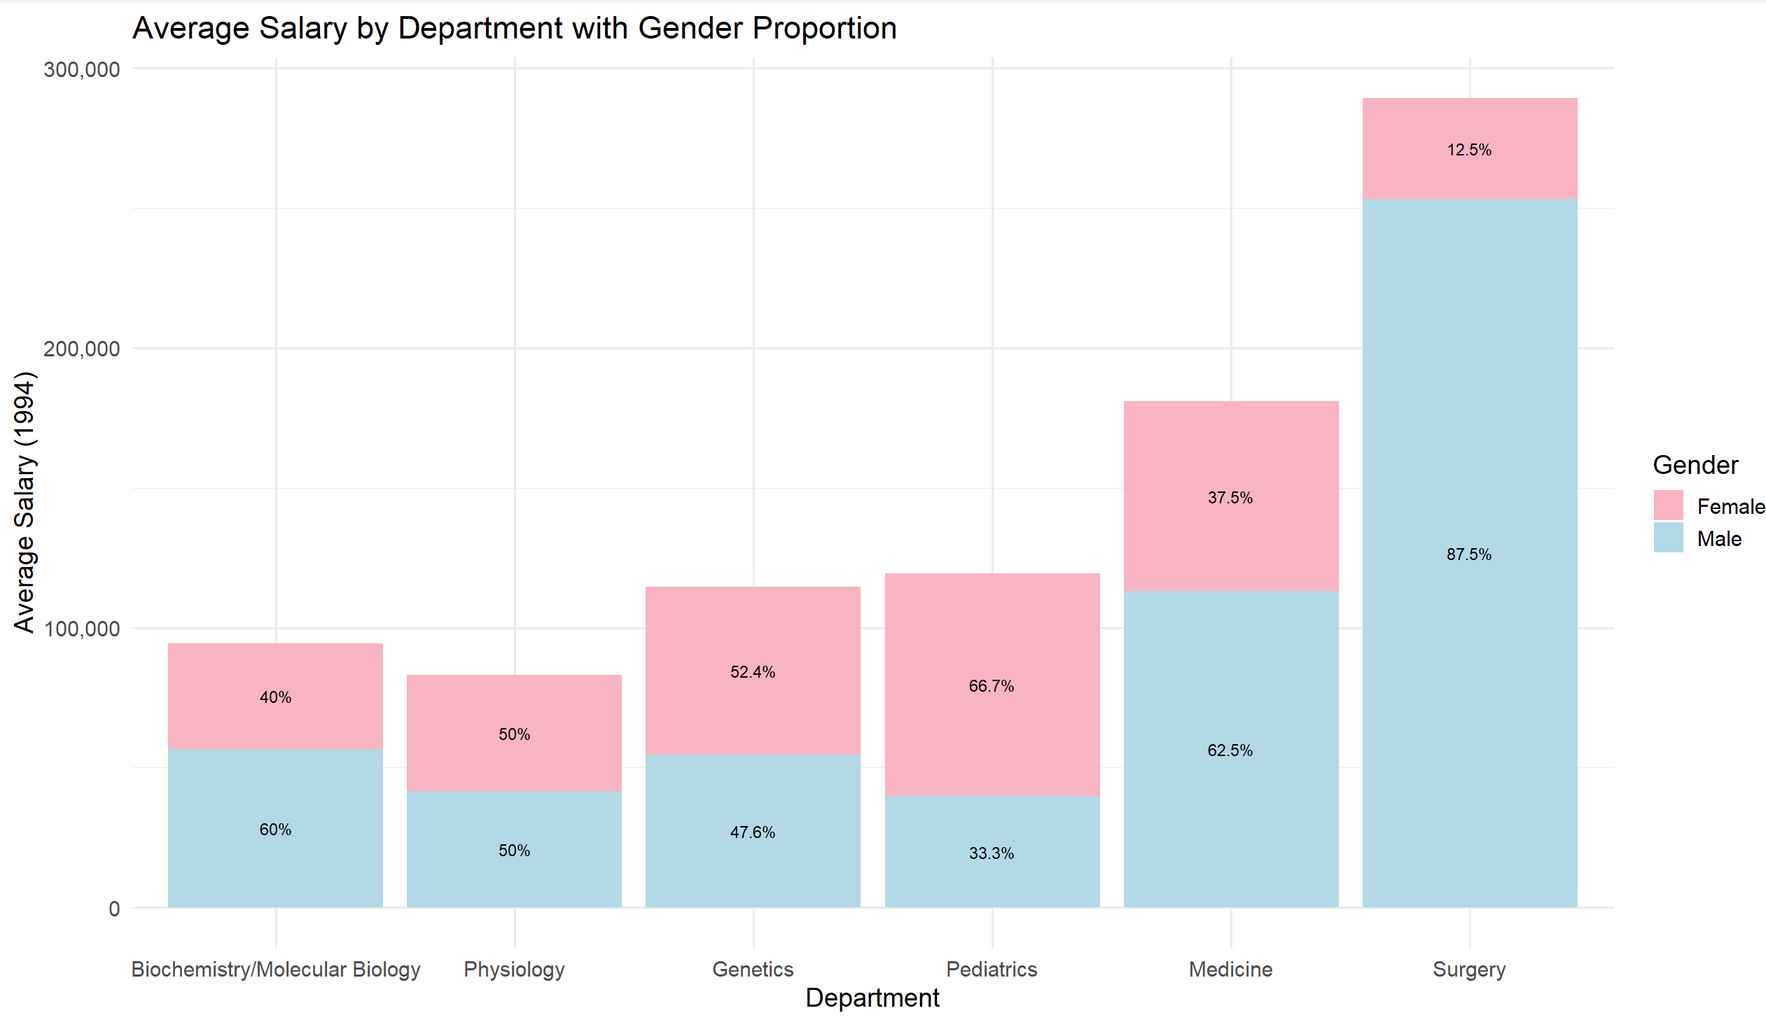 Average Salary by Department with Gender Proportion
300,000
200,000
100,000
0
Average Salary (1994)
12.5%
87.5%
37.5%
62.5%
66.7%
33.3%
52.4%
47.6%
50%
50%
40%
60%
Gender
Female
Male
Biochemistry/Molecular Biology Physiology Genetics Pediatrics Medicine Surgery
Department